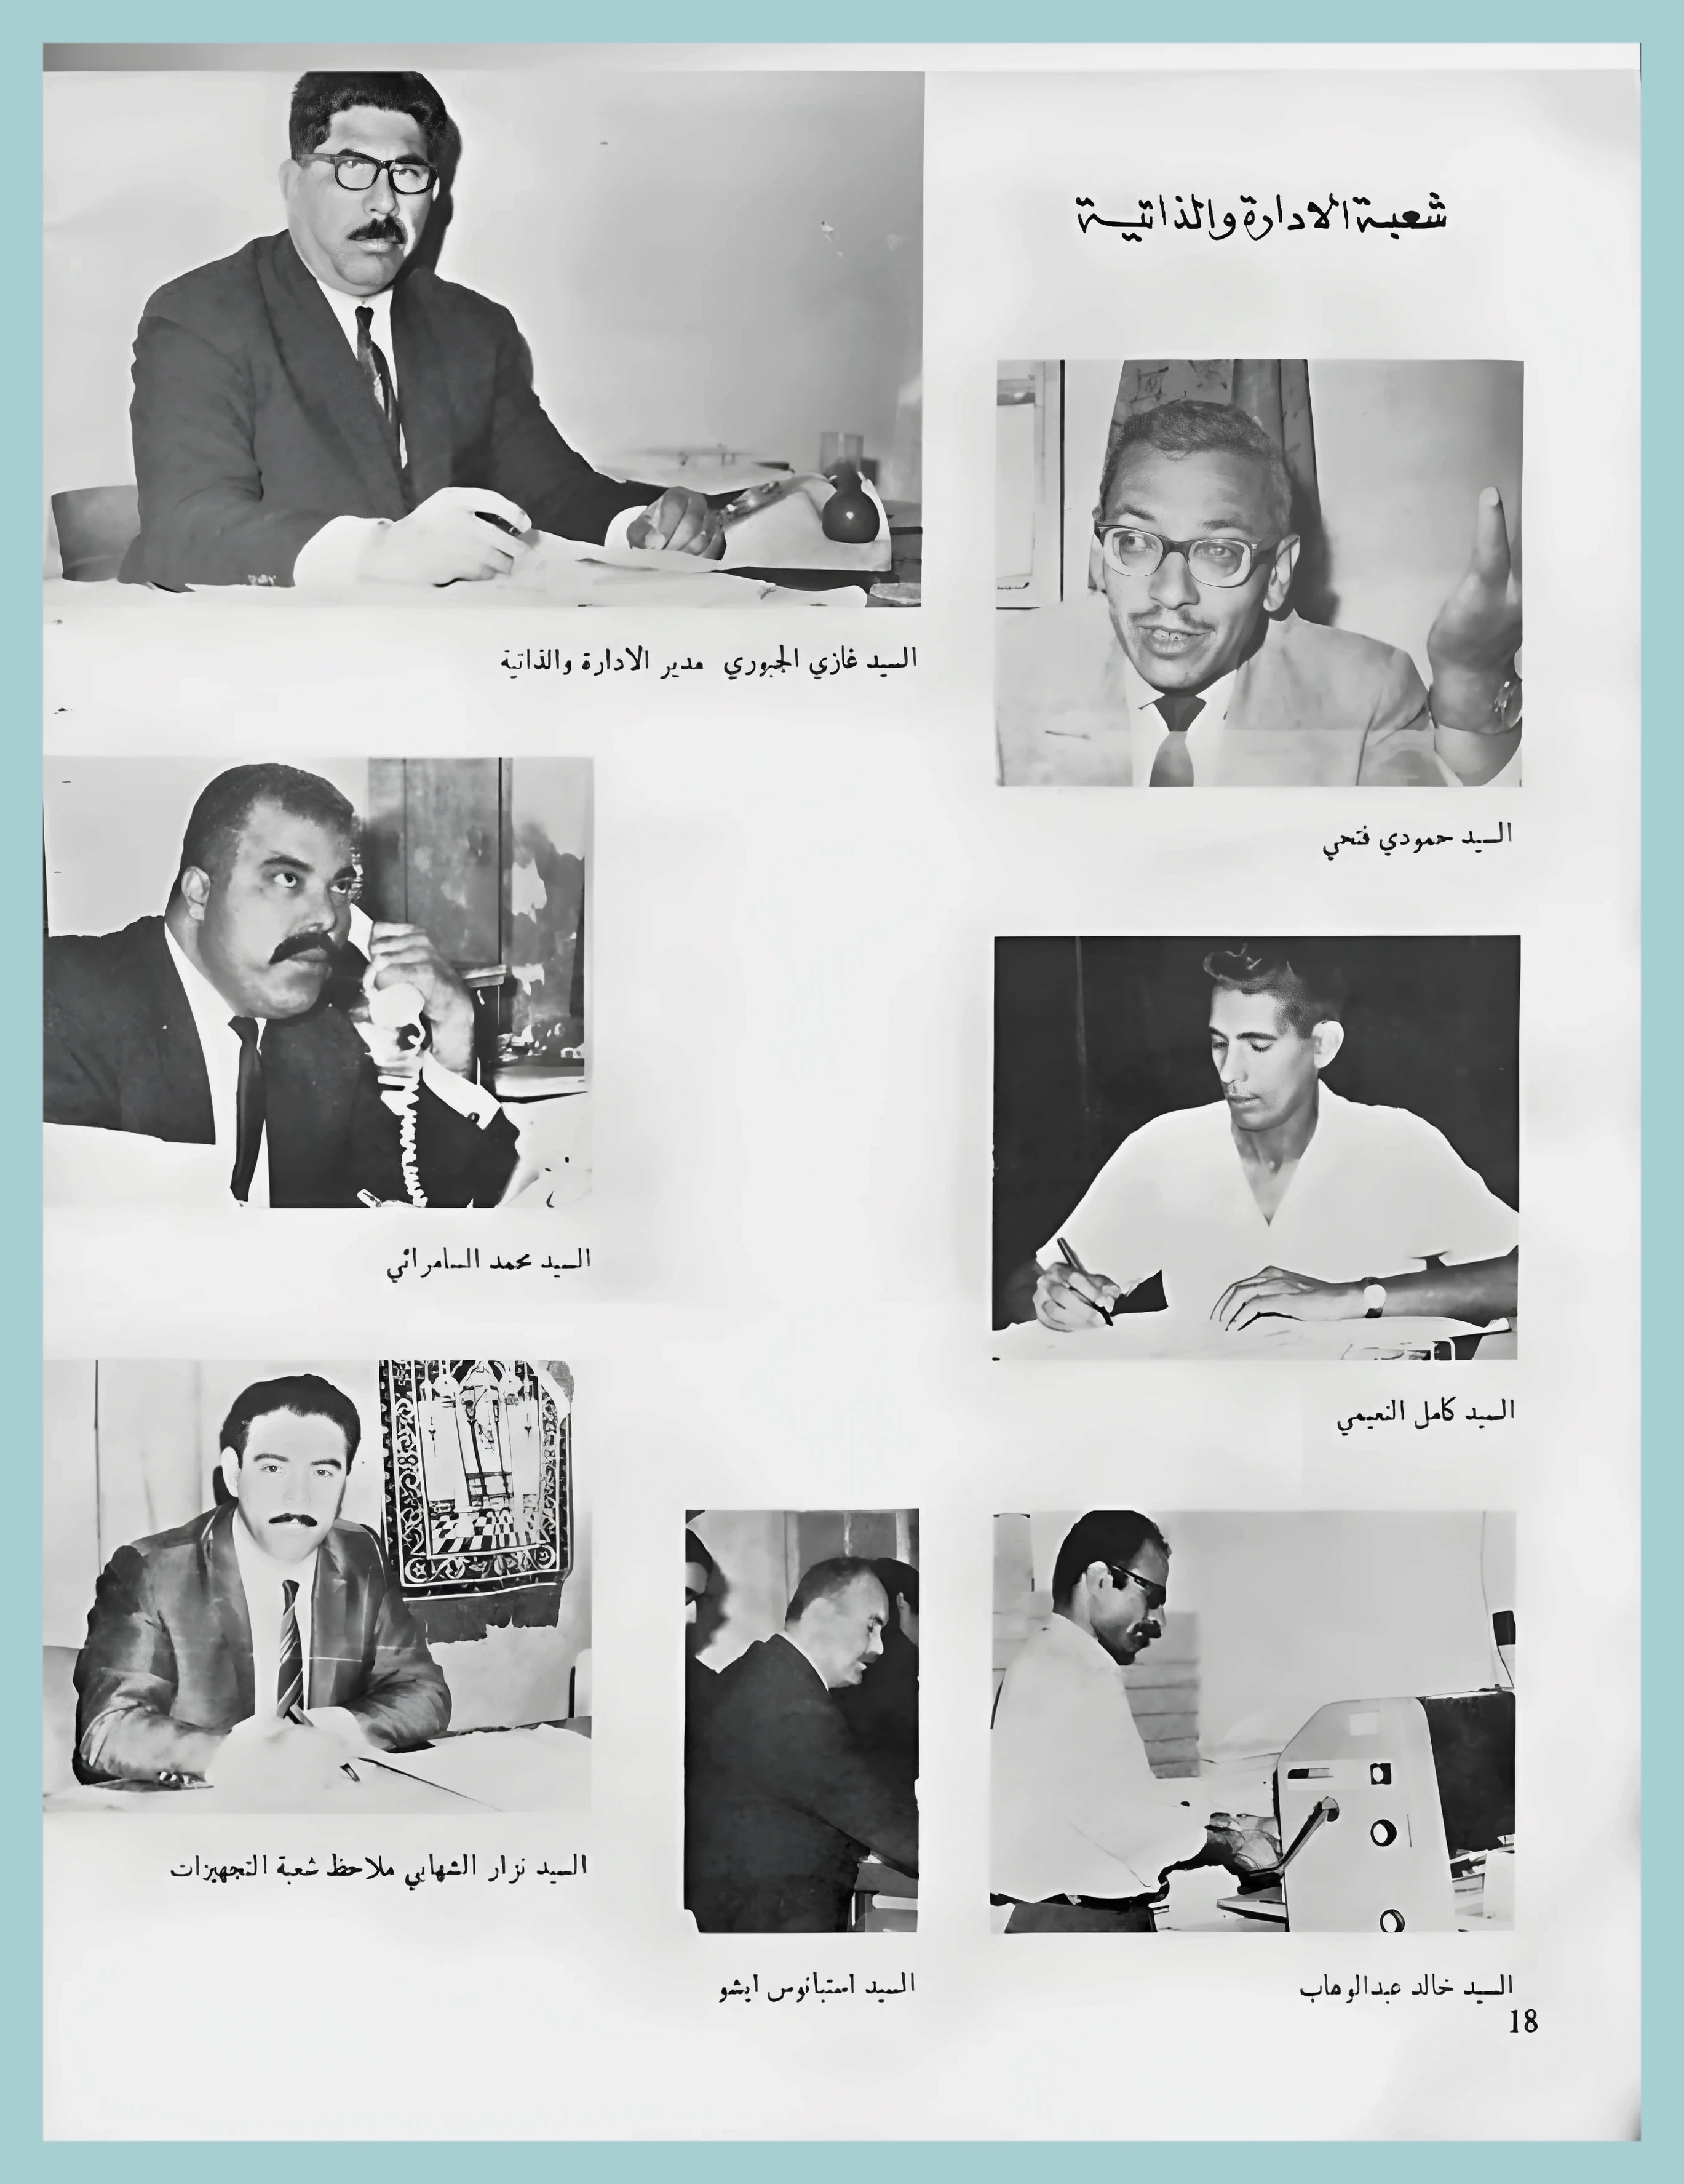 شعبة الادارة والذاتية
السيد غازي الجبوري مدير الادارة والذاتية
السيد حمودي فتحي
السيد محمد السامرائي
السيد كامل النعيمي
السيد نزار الشهابي ملاحظ شعبة التجهيزات
السيد استبانوس ايشو
السيد خالد عبدالوهاب
18